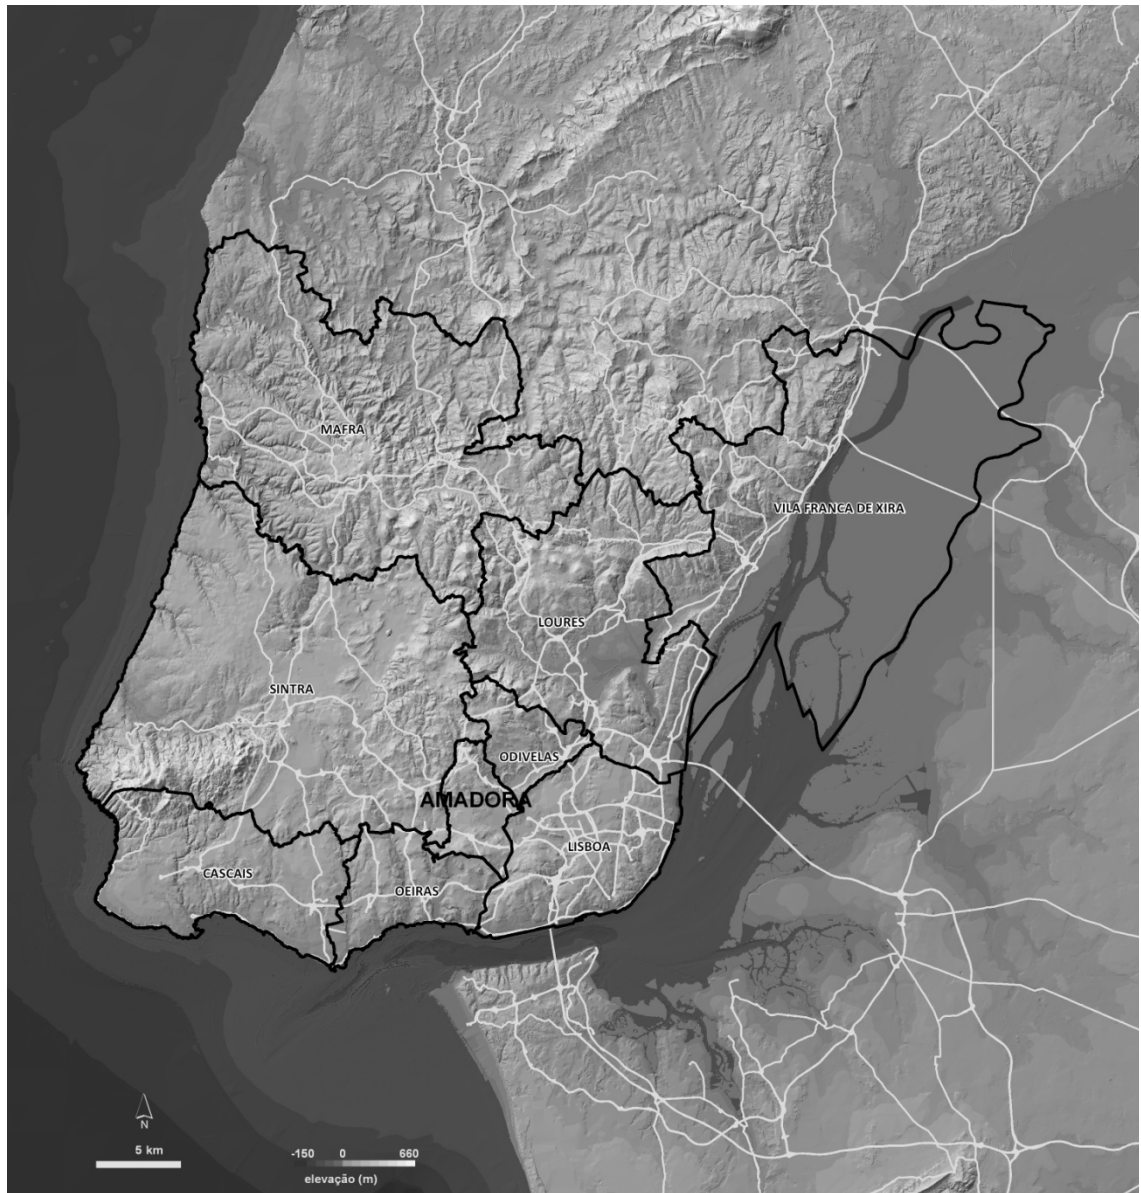 MAFRA
VILA FRANCA DE XIRA
LOURES
SINTRA
ODIVELAS
AMADORA
LISBOA
CASCAIS
OEIRAS
N
5 km
-150 0 660
elevação (m)